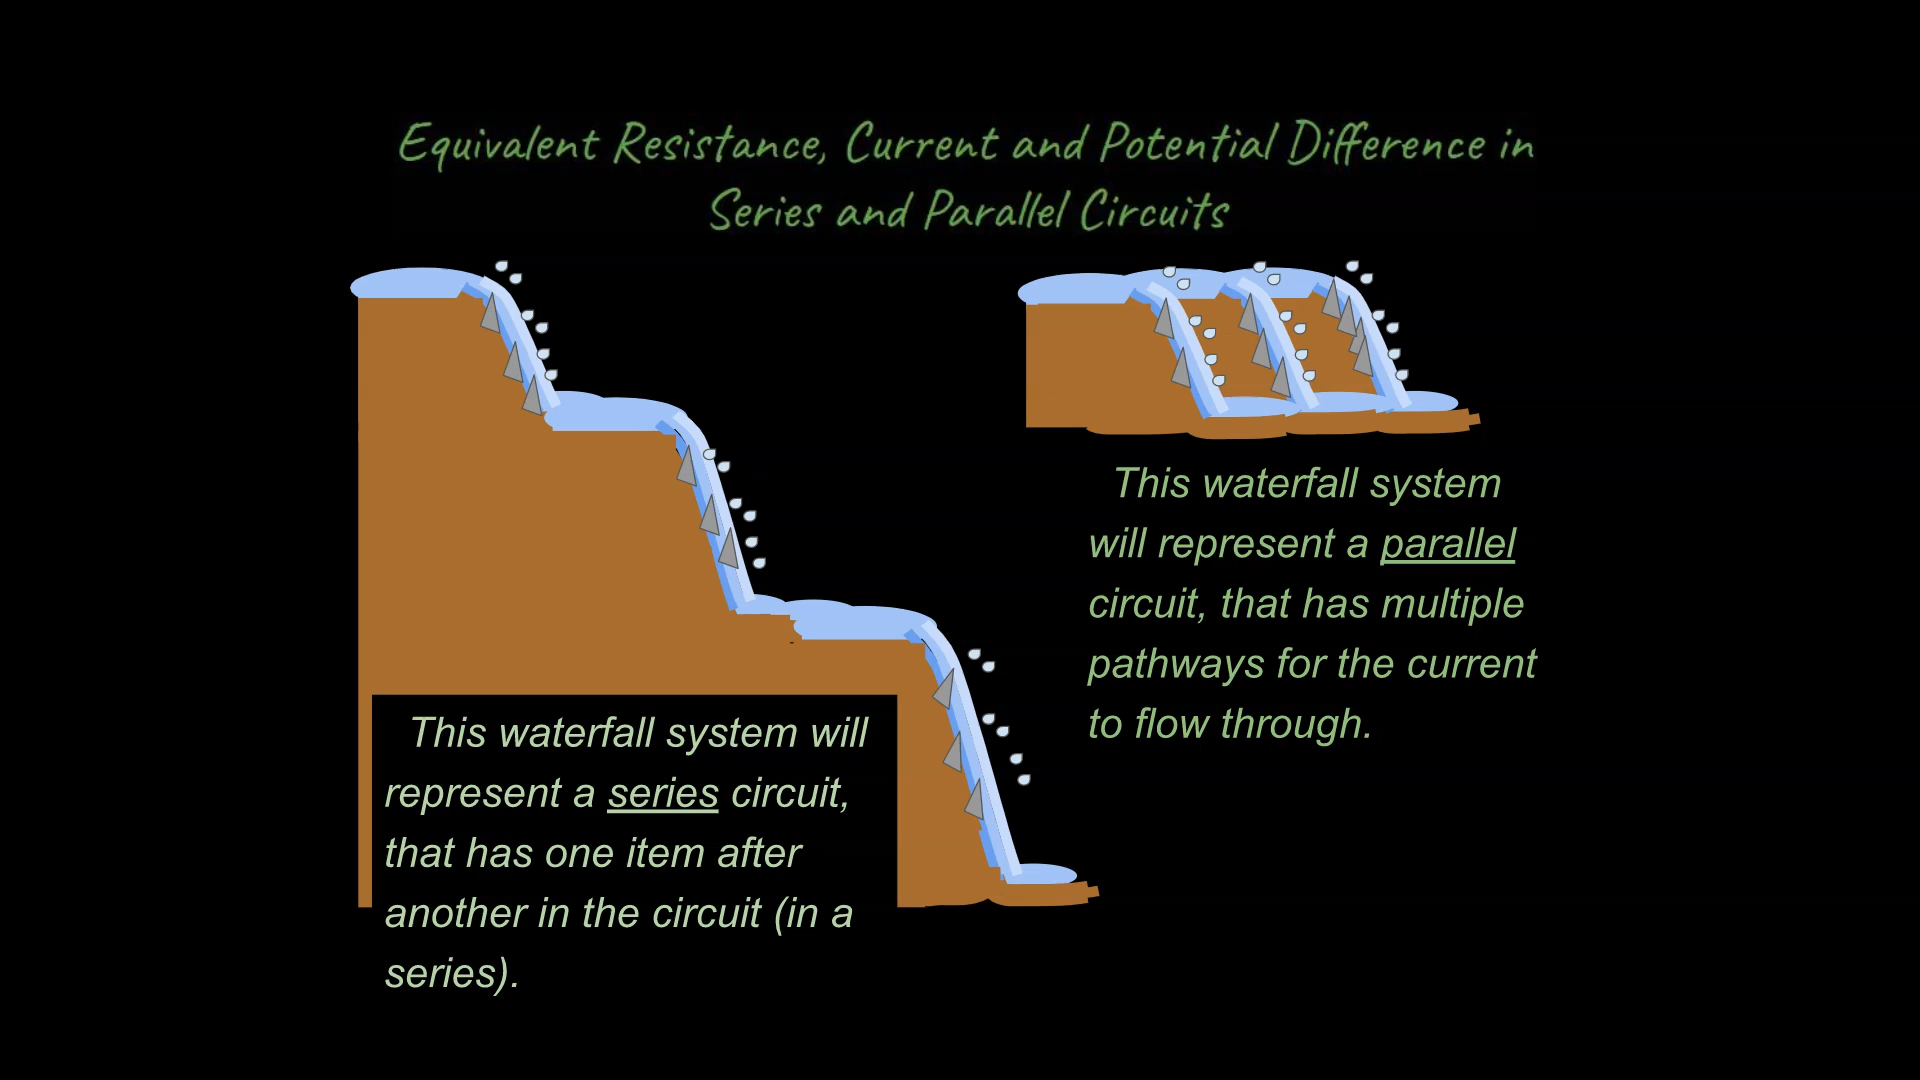 Equivalent Resistance, Current and Potential Difference in
Series and Parallel Circuits
This waterfall system will
represent a series circuit,
that has one item after
another in the circuit (in a
series).
This waterfall system
will represent a parallel
circuit, that has multiple
pathways for the current
to flow through.